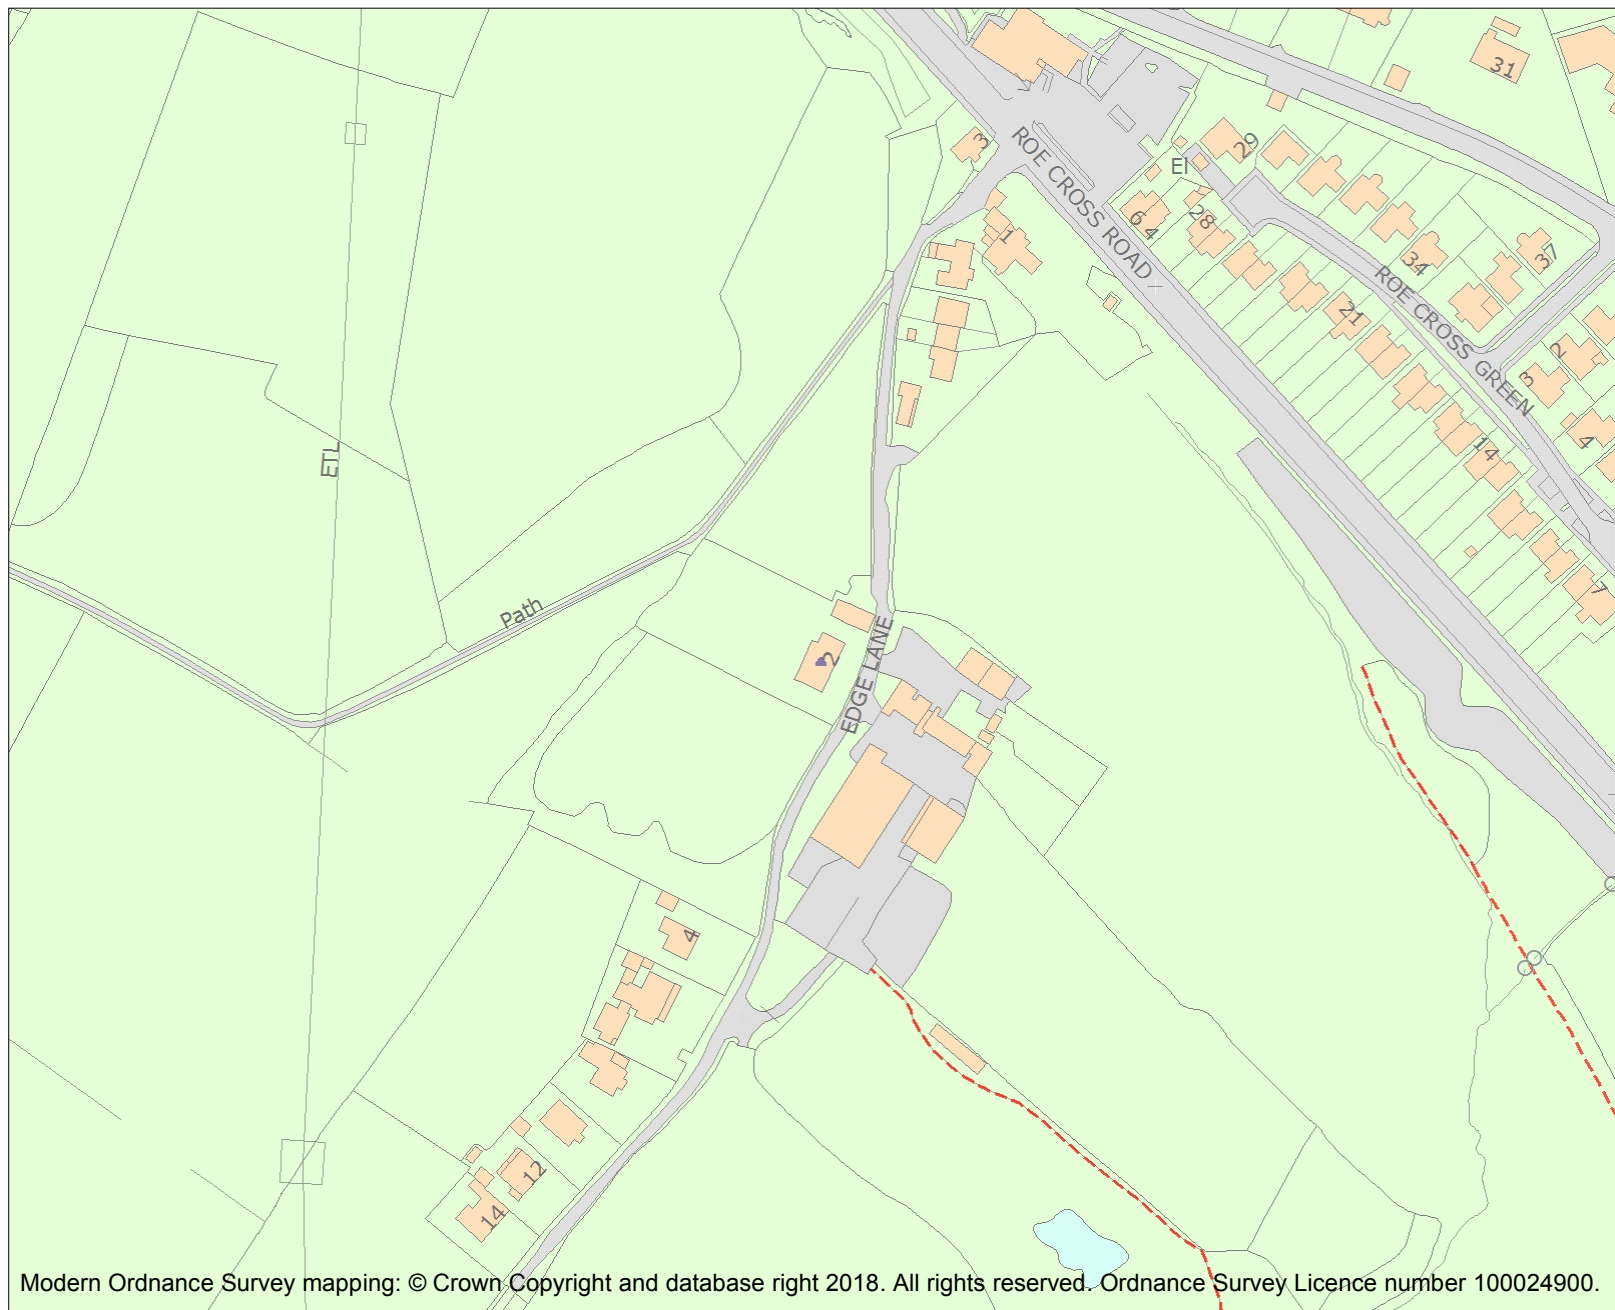 31
3
29
ROE CROSS ROAD
El
6 4
28
1
34
37
ROE CROSS GREEN
21
2
3
4
14
7
ETL
Path
2
EDGE LANE
4
12
14
Modern Ordnance Survey mapping: © Crown Copyright and database right 2018. All rights reserved. Ordnance Survey Licence number 100024900.